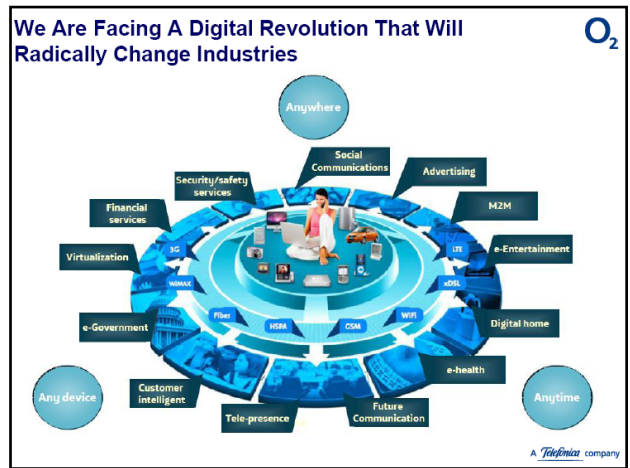 We Are Facing A Digital Revolution That Will
Radically Change Industries
O2
Anywhere
Social
Communications
Advertising
Security/safety
services
M2M
Financial
services
e-Entertainment
Virtualization
3G
LTE
WiMAX
xDSL
Fiber
HSPA
GSM
WiFi
Digital home
e-Government
e-health
Customer
intelligent
Tele-presence
Future
Communication
Any device
Anytime
A Telefonica company